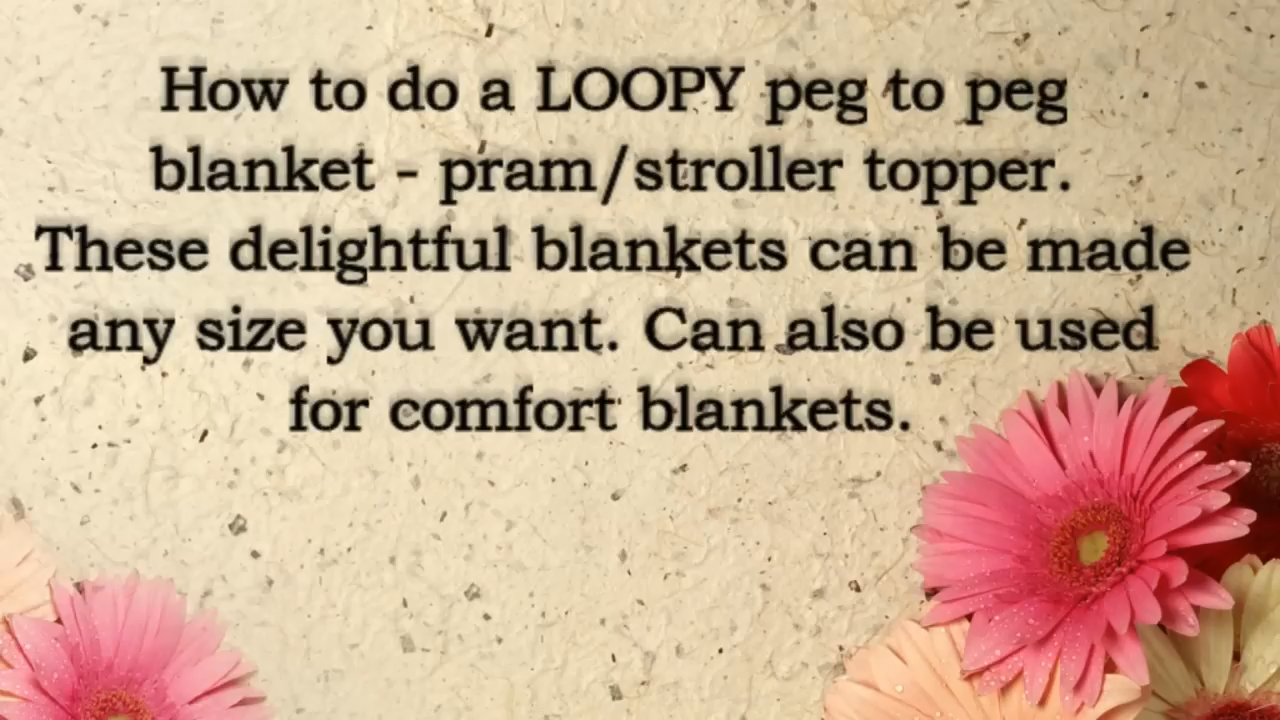 How to do a LOOPY peg to peg
blanket - pram/stroller topper.
These delightful blankets can be made
any size you want. Can also be used
for comfort blankets.